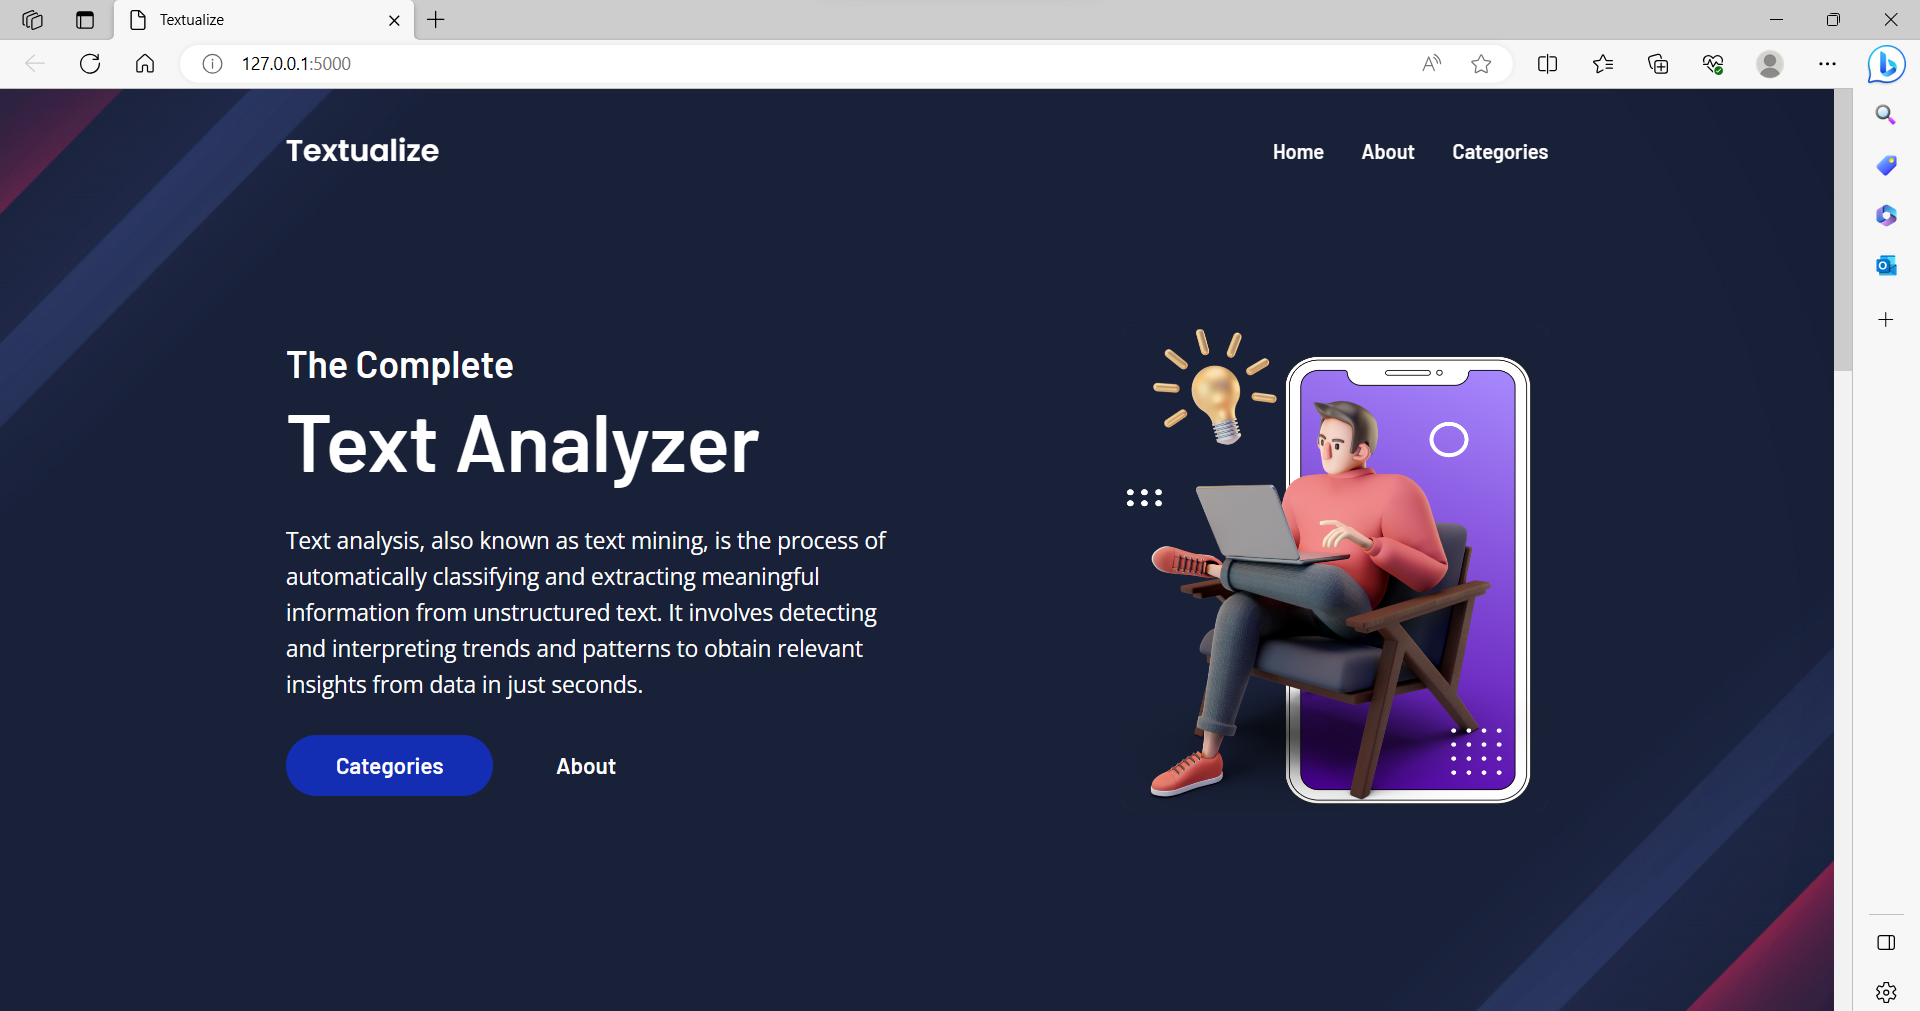 Textualize
127.0.0.1:5000
Textualize
Home About Categories
The Complete
Text Analyzer
Text analysis, also known as text mining, is the process of
automatically classifying and extracting meaningful
information from unstructured text. It involves detecting
and interpreting trends and patterns to obtain relevant
insights from data in just seconds.
Categories About